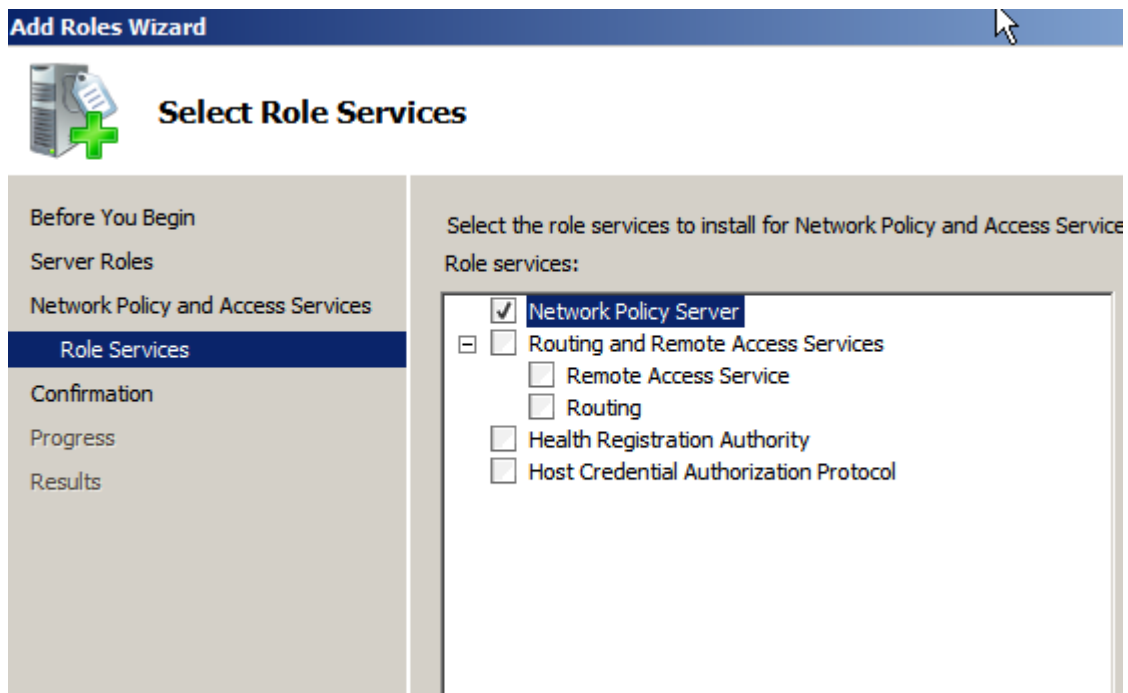 Add Roles Wizard
Select Role Services
Before You Begin
Server Roles
Network Policy and Access Services
Role Services
Confirmation
Progress
Results
Select the role services to install for Network Policy and Access Service
Role services:
Network Policy Server
Routing and Remote Access Services
Remote Access Service
Routing
Health Registration Authority
Host Credential Authorization Protocol